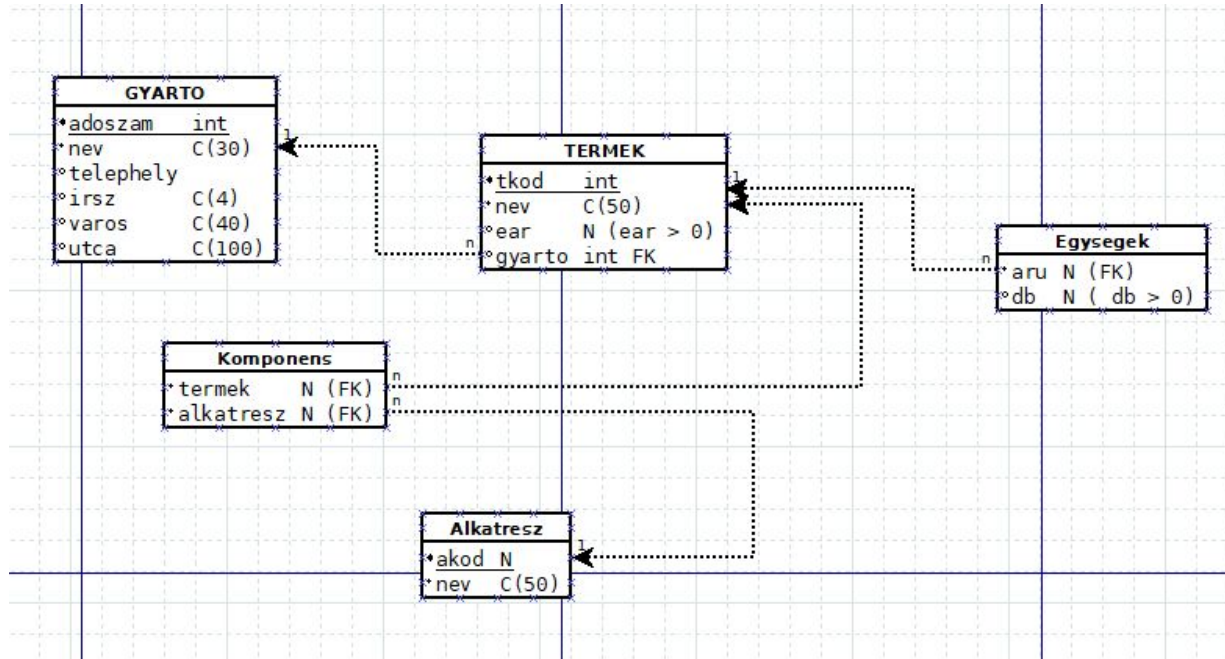 GYARTO
adoszam int
nev C(30)
telephely
irsz C(4)
varos C(40)
utca C(100)
1
n
TERMEK
tkod int
nev C(50)
ear N (ear > 0)
gyarto int FK
1
Egysegek
aru N (FK)
db N ( db > 0)
n
Komponens
termek N (FK)
alkatresz N (FK)
n
n
Alkatresz
akod N
nev C(50)
1